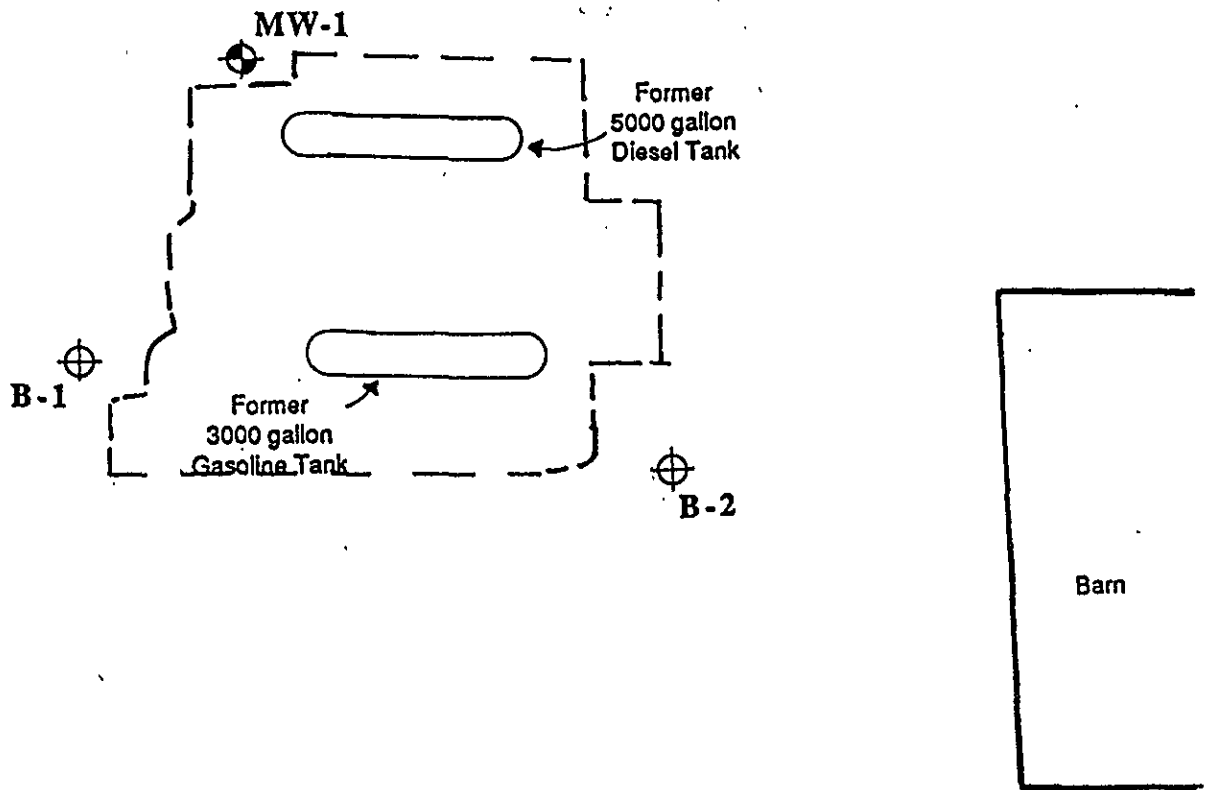 MW-1
Former
5000 gallon
Diesel Tank
B-1
Former
3000 gallon
Gasoline Tank
B-2
Barn